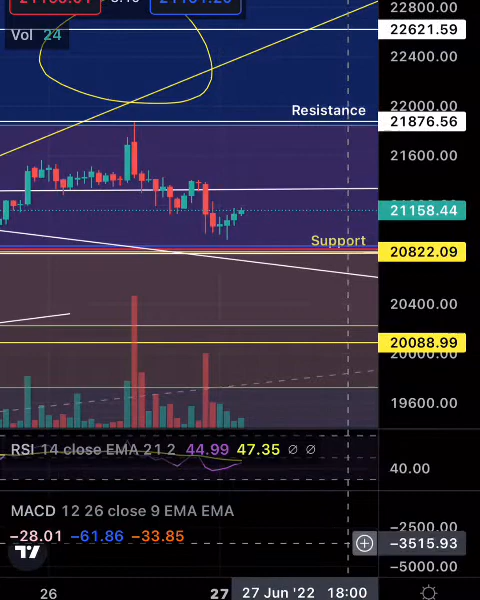 22800.00
Vol 24
22621.59
22400.00
22000.00
Resistance
21876.56
21600.00
21158.44
Support
20822.09
20400.00
20088.99
20000.00
19600.00
RSI 14 close EMA 21 2 44.99 47.35 ∅ ∅
40.00
MACD 12 26 close 9 EMA EMA
−2500.00
−28.01 −61.86 −33.85
−3515.93
−5000.00
26 27 27 Jun '22 18:00